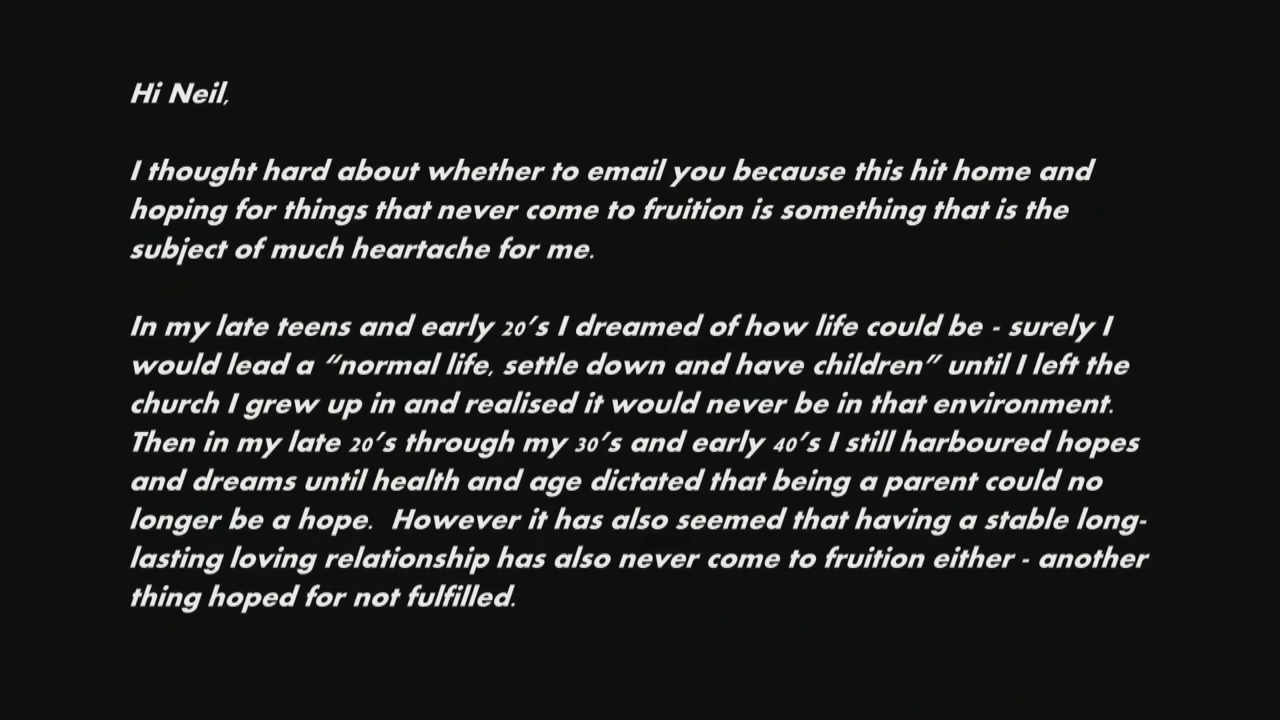 Hi Neil,
I thought hard about whether to email you because this hit home and
hoping for things that never come to fruition is something that is the
subject of much heartache for me.
In my late teens and early 20's I dreamed of how life could be - surely I
would lead a “normal life, settle down and have children” until I left the
church I grew up in and realised it would never be in that environment.
Then in my late 20's through my 30's and early 40's I still harboured hopes
and dreams until health and age dictated that being a parent could no
longer be a hope.  However it has also seemed that having a stable long-
lasting loving relationship has also never come to fruition either - another
thing hoped for not fulfilled.